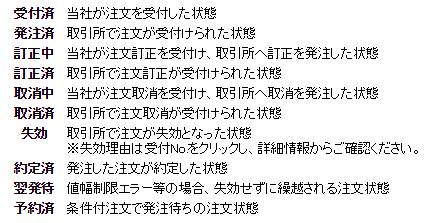 受付済 当社が注文を受付した状態
発注済 取引所で注文が受付けられた状態
訂正中 当社が注文訂正を受付け、取引所へ訂正を発注した状態
訂正済 取引所で注文訂正が受付けられた状態
取消中 当社が注文取消を受付け、取引所へ取消を発注した状態
取消済 取引所で注文取消が受付けられた状態
失効 取引所で注文が失効となった状態
※失効理由は受付Noをクリックし、詳細情報からご確認ください。
約定済 発注した注文が約定した状態
翌発待 値幅制限エラー等の場合、失効せずに繰越される注文状態
予約済 条件付注文で発注待ちの注文状態